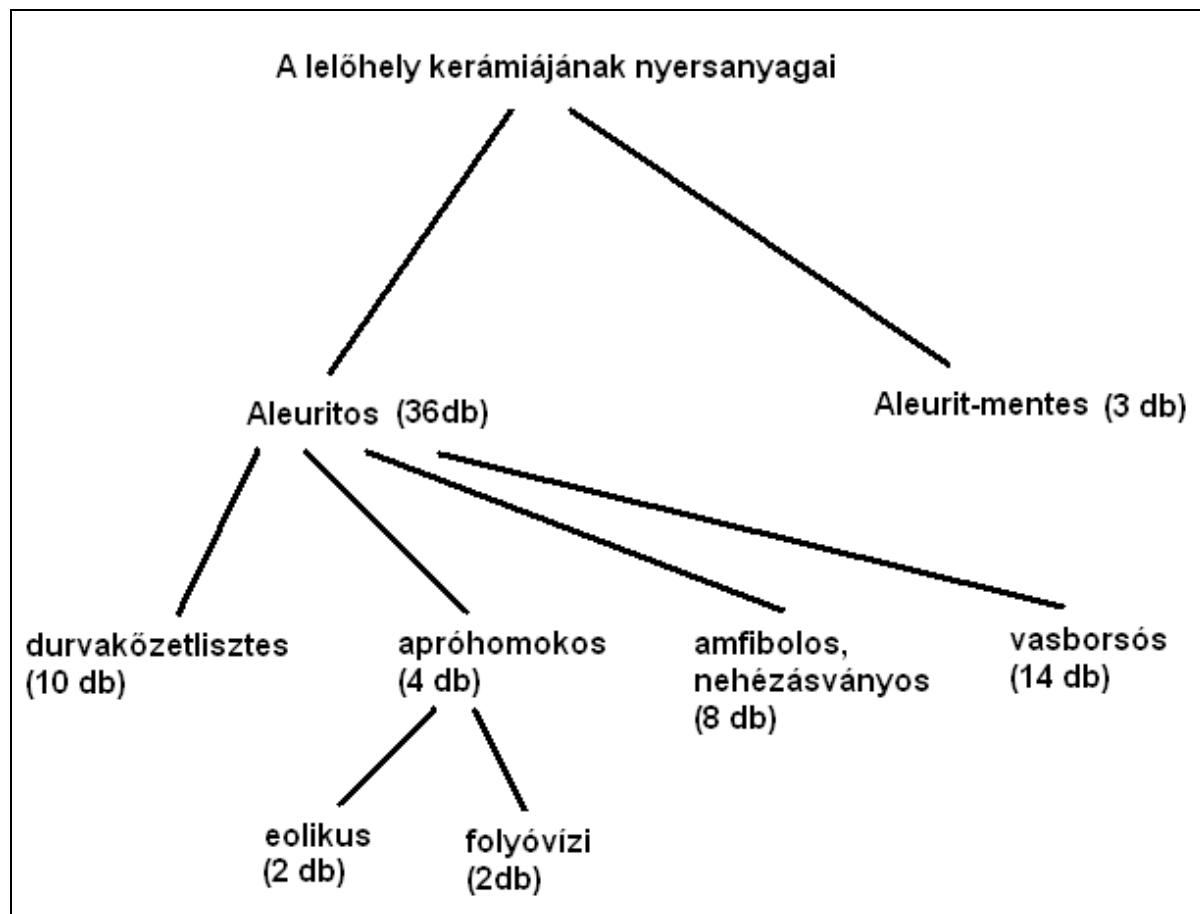 A lelőhely kerámiájának nyersanyagai
Aleuritos (36db)
Aleurit-mentes (3 db)
durvakőzetlisztes
(10 db)
apróhomokos
(4 db)
amfibolos,
nehézásványos
(8 db)
vasborsós
(14 db)
eolikus
(2 db)
folyóvízi
(2db)